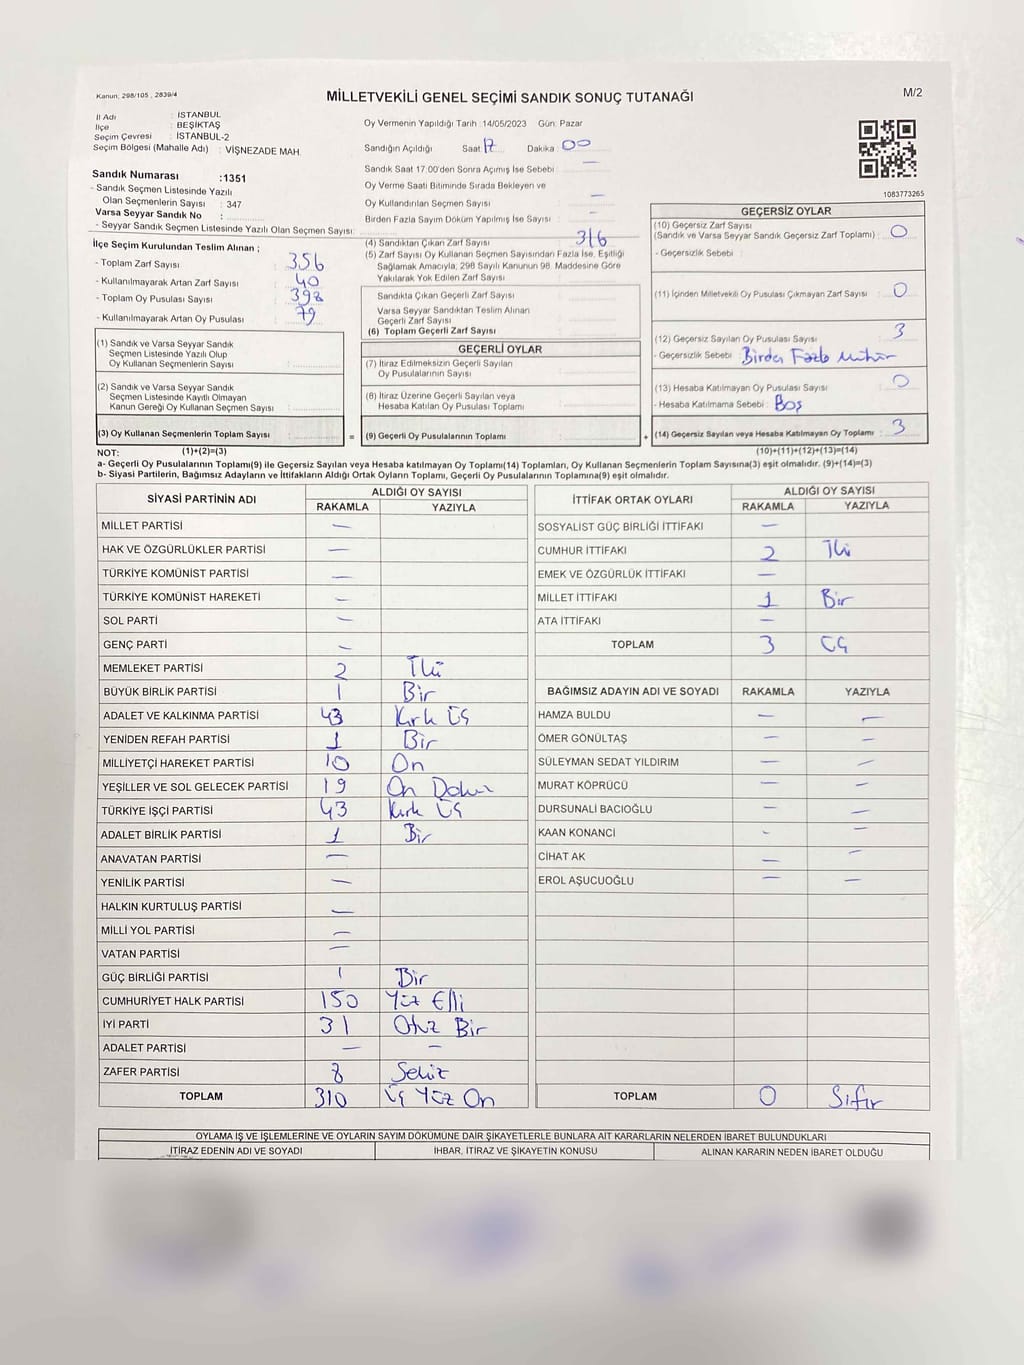 Kanun, 298/105 , 2839/4
MİLLETVEKİLİ GENEL SEÇİMİ SANDIK SONUÇ TUTANAĞI
M/2
İl Adı : İSTANBUL
İlçe : BEŞİKTAŞ
Seçim Çevresi : İSTANBUL-2
Seçim Bölgesi (Mahalle Adı) : VİŞNEZADE MAH.
Oy Vermenin Yapıldığı Tarih :14/05/2023 Gün: Pazar
Sandığın Açıldığı Saat: 17 Dakika: 00
Sandık Saat 17:00'den Sonra Açımış İse Sebebi : —
Oy Verme Saati Bitiminde Sırada Bekleyen ve
Oy Kullandırılan Seçmen Sayısı : —
Birden Fazla Sayım Döküm Yapılmış İse Sayısı : -
1083773265
Sandık Numarası :1351
- Sandık Seçmen Listesinde Yazılı
Olan Seçmenlerin Sayısı : 347
Varsa Seyyar Sandık No :
- Seyyar Sandık Seçmen Listesinde Yazılı Olan Seçmen Sayısı:
İlçe Seçim Kurulundan Teslim Alınan ;
- Toplam Zarf Sayısı : 356
- Kullanılmayarak Artan Zarf Sayısı : 40
- Toplam Oy Pusulası Sayısı : 398
- Kullanılmayarak Artan Oy Pusulası : 79
(1) Sandık ve Varsa Seyyar Sandık
Seçmen Listesinde Yazılı Olup
Oy Kullanan Seçmenlerin Sayısı :
(2) Sandık ve Varsa Seyyar Sandık
Seçmen Listesinde Kayıtlı Olmayan
Kanun Gereği Oy Kullanan Seçmen Sayısı :
(3) Oy Kullanan Seçmenlerin Toplam Sayısı :
(4) Sandıktan Çıkan Zarf Sayısı : 316
(5) Zarf Sayısı Oy Kullanan Seçmen Sayısından Fazla İse, Eşitliği
Sağlamak Amacıyla; 298 Sayılı Kanunun 98. Maddesine Göre
Yakılarak Yok Edilen Zarf Sayısı :
Sandıkta Çıkan Geçerli Zarf Sayısı :
Varsa Seyyar Sandıktan Teslim Alınan
Geçerli Zarf Sayısı :
(6) Toplam Geçerli Zarf Sayısı
GEÇERLİ OYLAR
(7) İtiraz Edilmeksizin Geçerli Sayılan
Oy Pusulalarının Sayısı :
(8) İtiraz Üzerine Geçerli Sayılan veya
Hesaba Katılan Oy Pusulası Toplamı :
= (9) Geçerli Oy Pusulalarının Toplamı : +
GEÇERSİZ OYLAR
(10) Geçersiz Zarf Sayısı
(Sandık ve Varsa Seyyar Sandık Geçersiz Zarf Toplamı) : 0
- Geçersizlik Sebebi :
(11) İçinden Milletvekili Oy Pusulası Çıkmayan Zarf Sayısı : 0
(12) Geçersiz Sayılan Oy Pusulası Sayısı : 3
- Geçersizlik Sebebi : Birden Fazla Mühür
(13) Hesaba Katılmayan Oy Pusulası Sayısı : 0
- Hesaba Katılmama Sebebi : Boş
(14) Geçersiz Sayılan veya Hesaba Katılmayan Oy Toplamı : 3
NOT: (1)+(2)=(3) (10)+(11)+(12)+(13)=(14)
a- Geçerli Oy Pusulalarının Toplamı(9) ile Geçersiz Sayılan veya Hesaba katılmayan Oy Toplamı(14) Toplamları, Oy Kullanan Seçmenlerin Toplam Sayısına(3) eşit olmalıdır. (9)+(14)=(3)
b- Siyasi Partilerin, Bağımsız Adayların ve İttifakların Aldığı Ortak Oyların Toplamı, Geçerli Oy Pusulalarının Toplamına(9) eşit olmalıdır.
SİYASİ PARTİNİN ADI ALDIĞI OY SAYISI
RAKAMLA YAZIYLA
MİLLET PARTİSİ —
HAK VE ÖZGÜRLÜKLER PARTİSİ —
TÜRKİYE KOMÜNİST PARTİSİ —
TÜRKİYE KOMÜNİST HAREKETİ —
SOL PARTİ —
GENÇ PARTİ —
MEMLEKET PARTİSİ 2 İki
BÜYÜK BİRLİK PARTİSİ 1 Bir
ADALET VE KALKINMA PARTİSİ 43 Kırk Üç
YENİDEN REFAH PARTİSİ 1 Bir
MİLLİYETÇİ HAREKET PARTİSİ 10 On
YEŞİLLER VE SOL GELECEK PARTİSİ 19 On Dokuz
TÜRKİYE İŞÇİ PARTİSİ 43 Kırk Üç
ADALET BİRLİK PARTİSİ 1 Bir
ANAVATAN PARTİSİ —
YENİLİK PARTİSİ —
HALKIN KURTULUŞ PARTİSİ —
MİLLİ YOL PARTİSİ —
VATAN PARTİSİ —
GÜÇ BİRLİĞİ PARTİSİ 1 Bir
CUMHURİYET HALK PARTİSİ 150 Yüz Elli
İYİ PARTİ 31 Otuz Bir
ADALET PARTİSİ — —
ZAFER PARTİSİ 8 Sekiz
TOPLAM 310 Üç Yüz On
İTTİFAK ORTAK OYLARI ALDIĞI OY SAYISI
RAKAMLA YAZIYLA
SOSYALİST GÜÇ BİRLİĞİ İTTİFAKI —
CUMHUR İTTİFAKI 2 İki
EMEK VE ÖZGÜRLÜK İTTİFAKI —
MİLLET İTTİFAKI 1 Bir
ATA İTTİFAKI —
TOPLAM 3 Üç
BAĞIMSIZ ADAYIN ADI VE SOYADI RAKAMLA YAZIYLA
HAMZA BULDU — —
ÖMER GÖNÜLTAŞ — —
SÜLEYMAN SEDAT YILDIRIM — —
MURAT KÖPRÜCÜ — —
DURSUNALİ BACIOĞLU — —
KAAN KONANCİ - —
CİHAT AK — —
EROL AŞUCUOĞLU — —
TOPLAM 0 Sıfır
OYLAMA İŞ VE İŞLEMLERİNE VE OYLARIN SAYIM DÖKÜMÜNE DAİR ŞİKAYETLERLE BUNLARA AİT KARARLARIN NELERDEN İBARET BULUNDUKLARI
İTİRAZ EDENİN ADI VE SOYADI İHBAR, İTİRAZ VE ŞİKAYETİN KONUSU ALINAN KARARIN NEDEN İBARET OLDUĞU